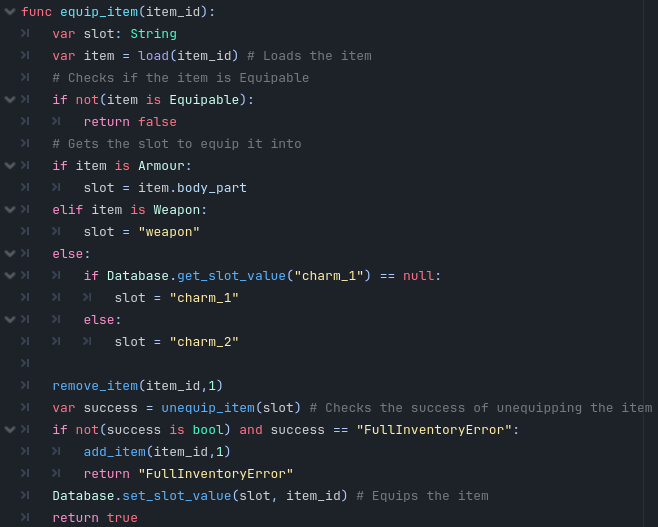 func equip_item(item_id):
    var slot: String
    var item = load(item_id) # Loads the item
    # Checks if the item is Equipable
    if not(item is Equipable):
        return false
    # Gets the slot to equip it into
    if item is Armour:
        slot = item.body_part
    elif item is Weapon:
        slot = "weapon"
    else:
        if Database.get_slot_value("charm_1") == null:
            slot = "charm_1"
        else:
            slot = "charm_2"

    remove_item(item_id,1)
    var success = unequip_item(slot) # Checks the success of unequipping the item
    if not(success is bool) and success == "FullInventoryError":
        add_item(item_id,1)
        return "FullInventoryError"
    Database.set_slot_value(slot, item_id) # Equips the item
    return true